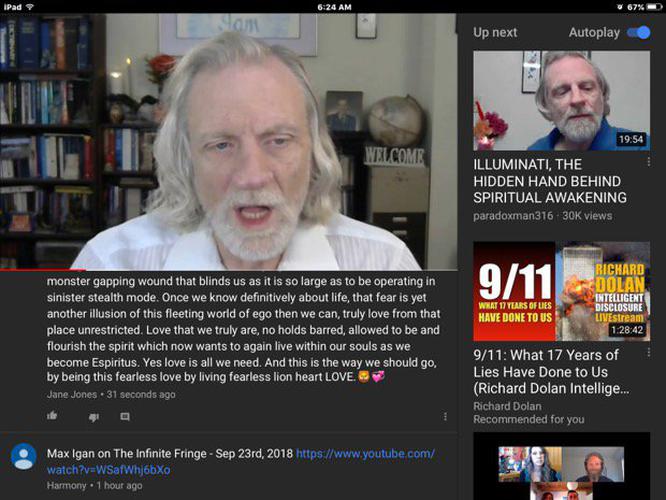 iPad
6:24 AM
67%
I am
WELCOME
monster gapping wound that blinds us as it is so large as to be operating in
sinister stealth mode. Once we know definitively about life, that fear is yet
another illusion of this fleeting world of ego then we can, truly love from that
place unrestricted. Love that we truly are, no holds barred, allowed to be and
flourish the spirit which now wants to again live within our souls as we
become Espiritus. Yes love is all we need. And this is the way we should go,
by being this fearless love by living fearless lion heart LOVE. 🦁💞
Jane Jones • 31 seconds ago
Max Igan on The Infinite Fringe - Sep 23rd, 2018 https://www.youtube.com/
watch?v=WSafWhj6bXo
Harmony • 1 hour ago
Up next
Autoplay
19:54
ILLUMINATI, THE
HIDDEN HAND BEHIND
SPIRITUAL AWAKENING
paradoxman316 · 30K views
9/11
WHAT 17 YEARS OF LIES
HAVE DONE TO US
RICHARD
DOLAN
INTELLIGENT
DISCLOSURE
LIVEstream
1:28:42
9/11: What 17 Years of
Lies Have Done to Us
(Richard Dolan Intellige...
Richard Dolan
Recommended for you